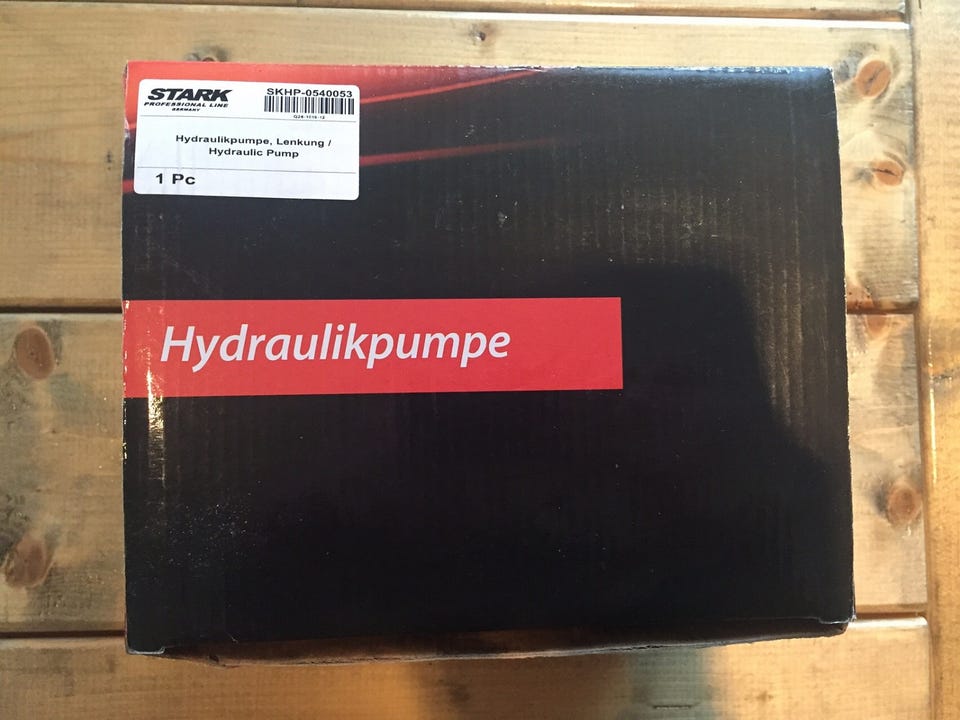 STARK
PROFESSIONAL LINE
GERMANY
SKHP-0540053
Hydraulikpumpe, Lenkung /
Hydraulic Pump
1 Pc
Hydraulikpumpe